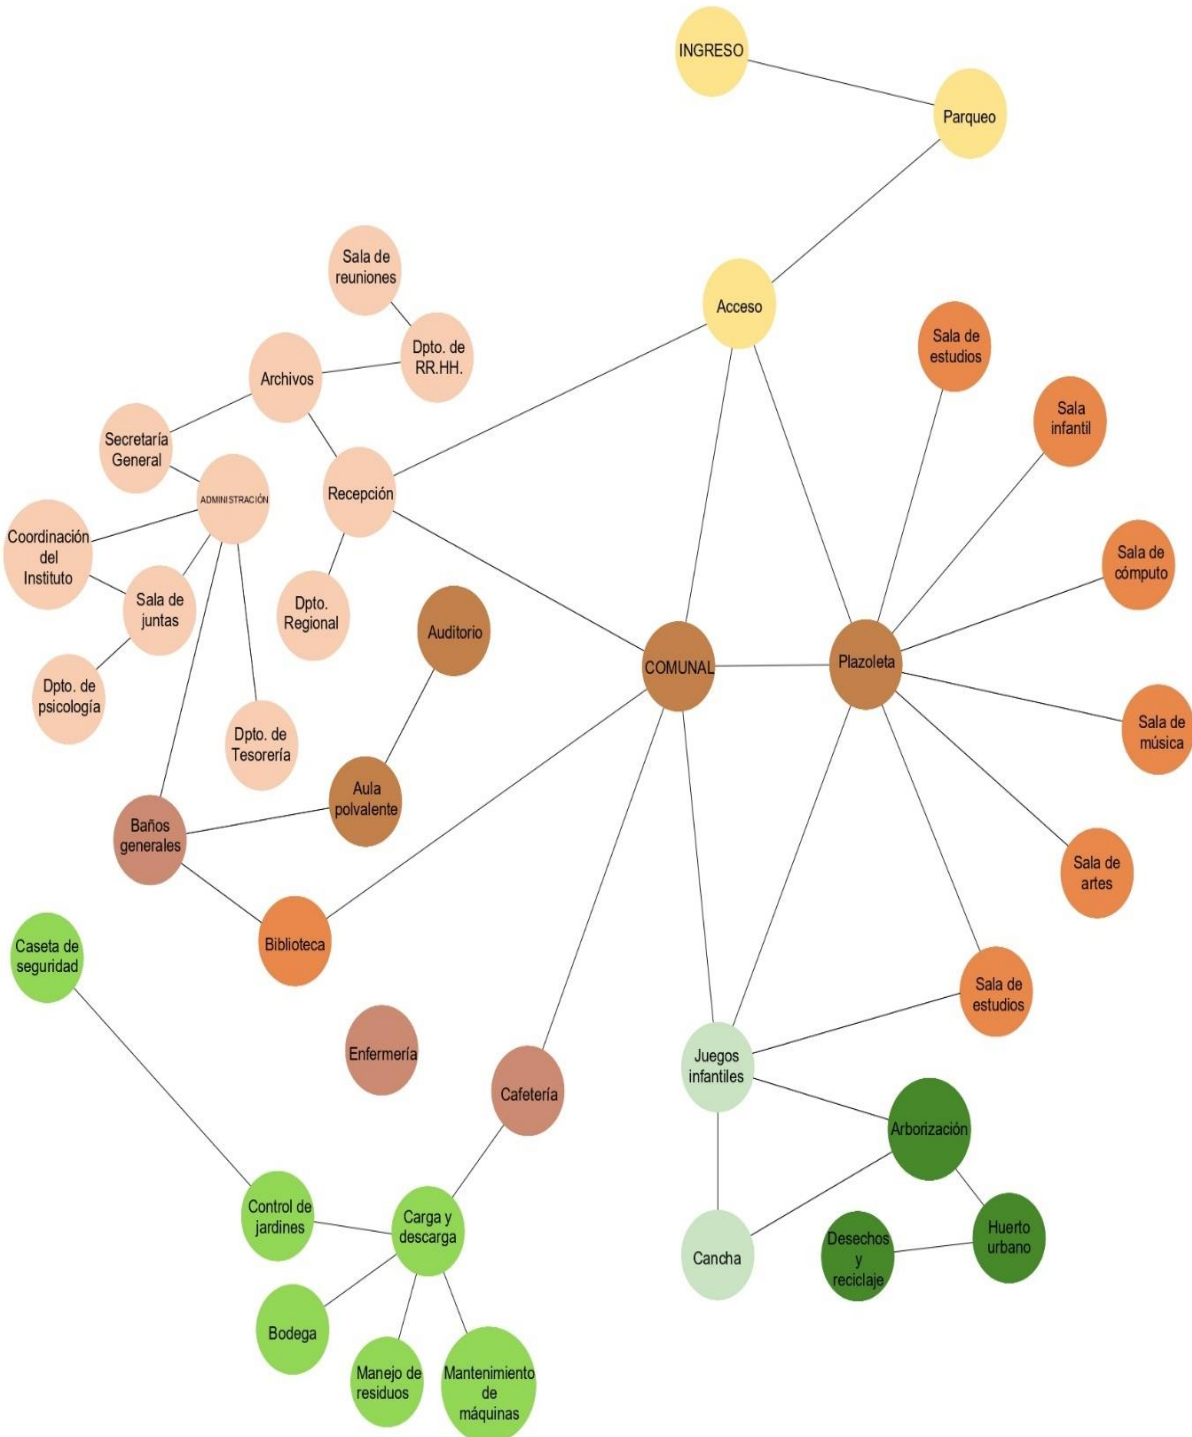 INGRESO
Parqueo
Sala de
reuniones
Acceso
Dpto. de
RR.HH.
Sala de
estudios
Archivos
Sala
infantil
Secretaría
General
ADMINISTRACIÓN
Recepción
Coordinación
del
Instituto
Sala de
cómputo
Sala de
juntas
Dpto.
Regional
Auditorio
COMUNAL
Plazoleta
Dpto. de
psicología
Dpto. de
Tesorería
Sala de
música
Aula
polvalente
Baños
generales
Sala de
artes
Biblioteca
Caseta de
seguridad
Sala de
estudios
Enfermería
Cafetería
Juegos
infantiles
Arborización
Control de
jardines
Carga y
descarga
Cancha
Desechos
y
reciclaje
Huerto
urbano
Bodega
Manejo de
residuos
Mantenimiento
de
máquinas